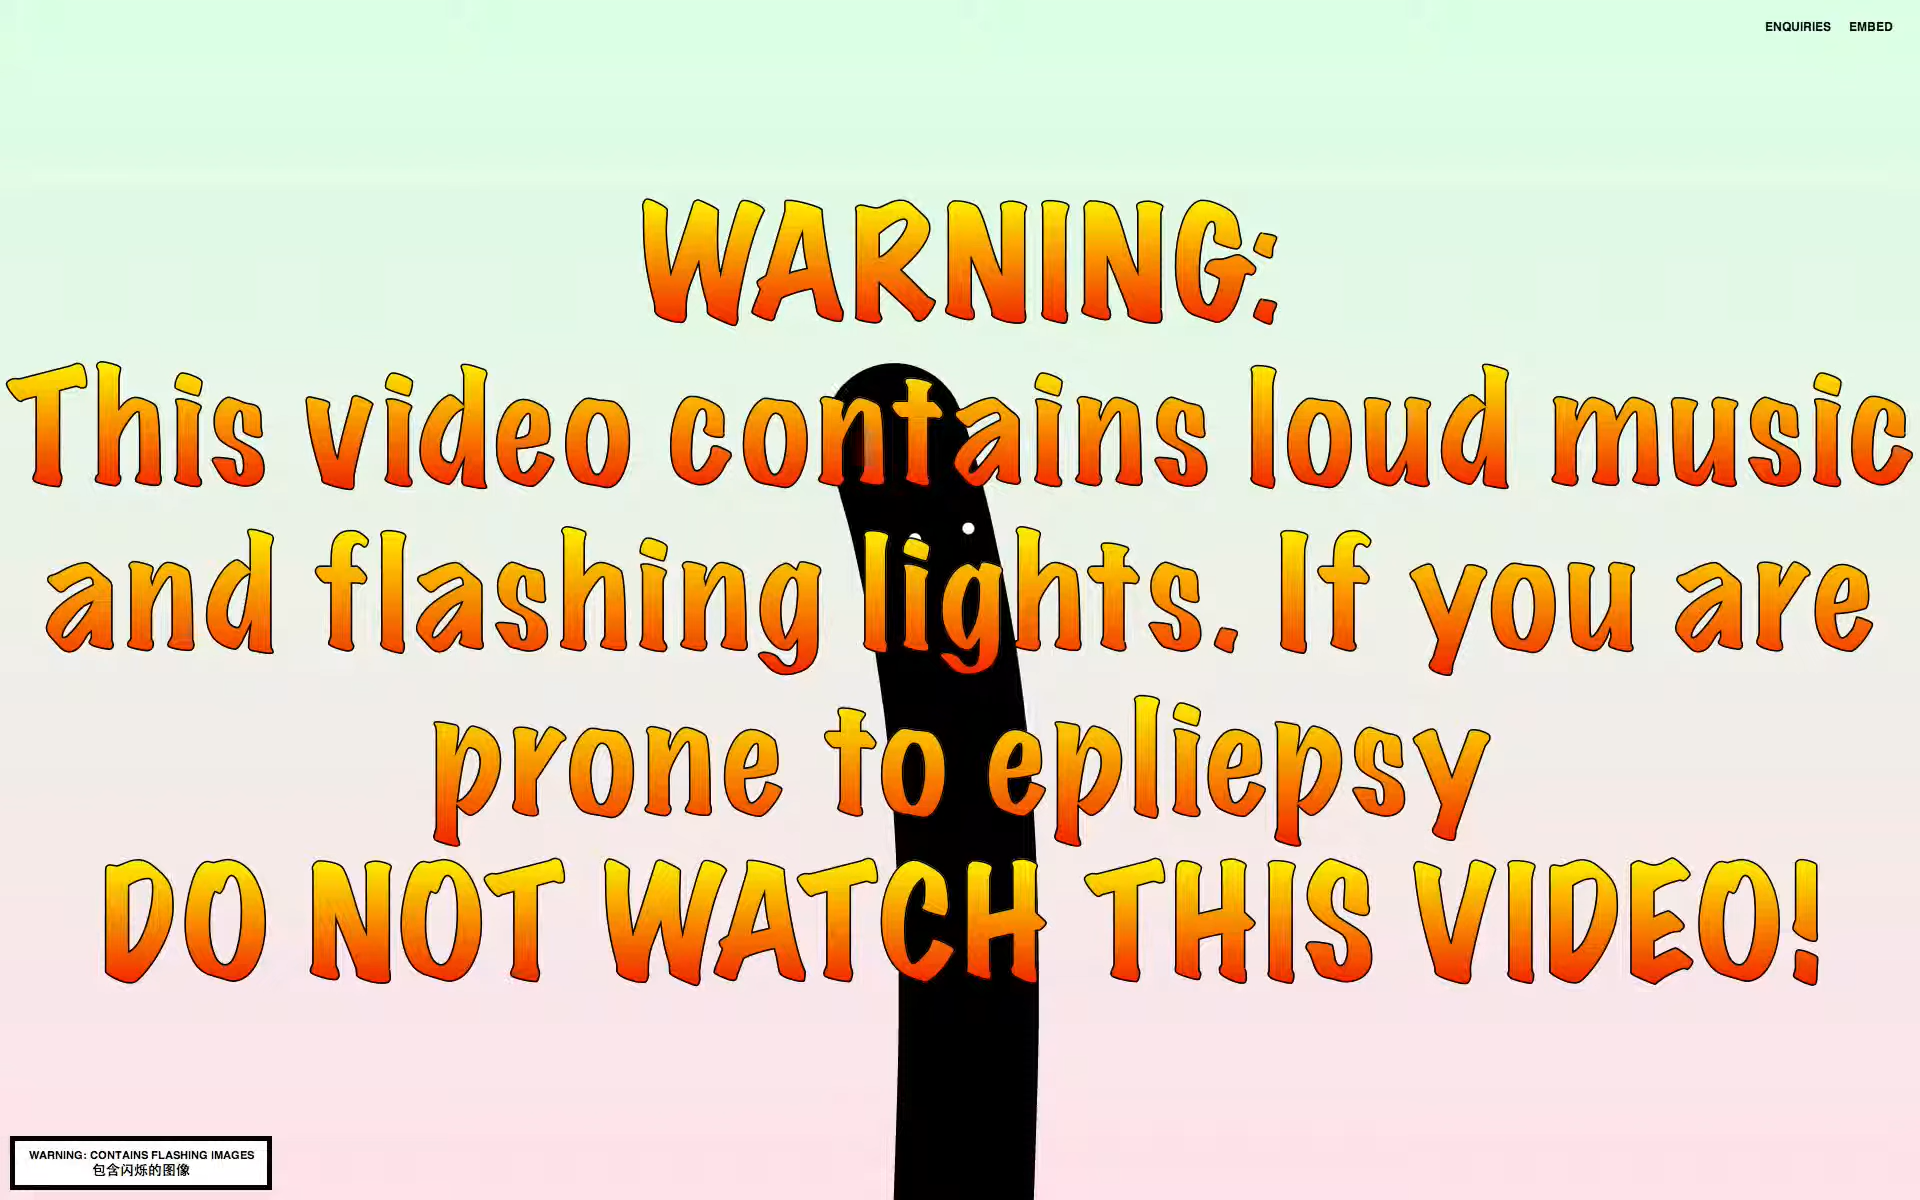 ENQUIRIES EMBED
WARNING:
This video contains loud music
and flashing lights. If you are
prone to epliepsy
DO NOT WATCH THIS VIDEO!
WARNING: CONTAINS FLASHING IMAGES
包含闪烁的图像